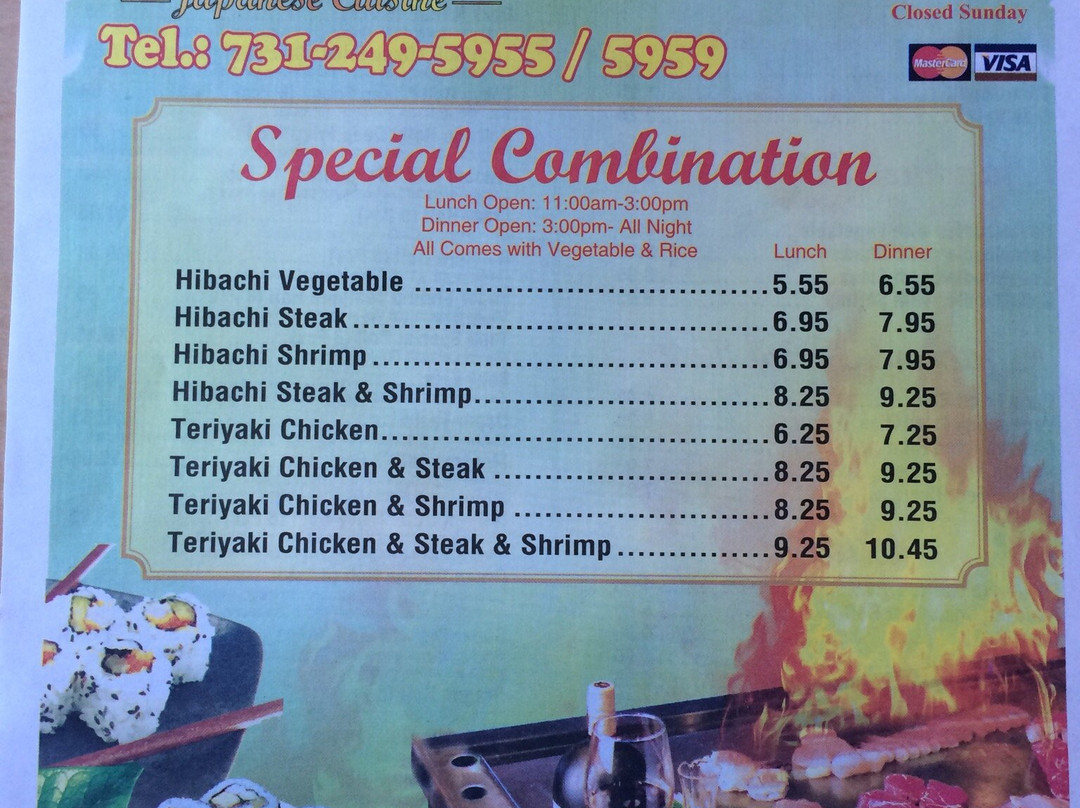 Japanese Cuisine
Closed Sunday
Tel.: 731-249-5955 / 5959
MasterCard VISA
Special Combination
Lunch Open: 11:00am-3:00pm
Dinner Open: 3:00pm- All Night
All Comes with Vegetable & Rice Lunch Dinner
Hibachi Vegetable ....................................5.55 6.55
Hibachi Steak..........................................6.95 7.95
Hibachi Shrimp ........................................6.95 7.95
Hibachi Steak & Shrimp..............................8.25 9.25
Teriyaki Chicken.......................................6.25 7.25
Teriyaki Chicken & Steak ...........................8.25 9.25
Teriyaki Chicken & Shrimp .........................8.25 9.25
Teriyaki Chicken & Steak & Shrimp...............9.25 10.45